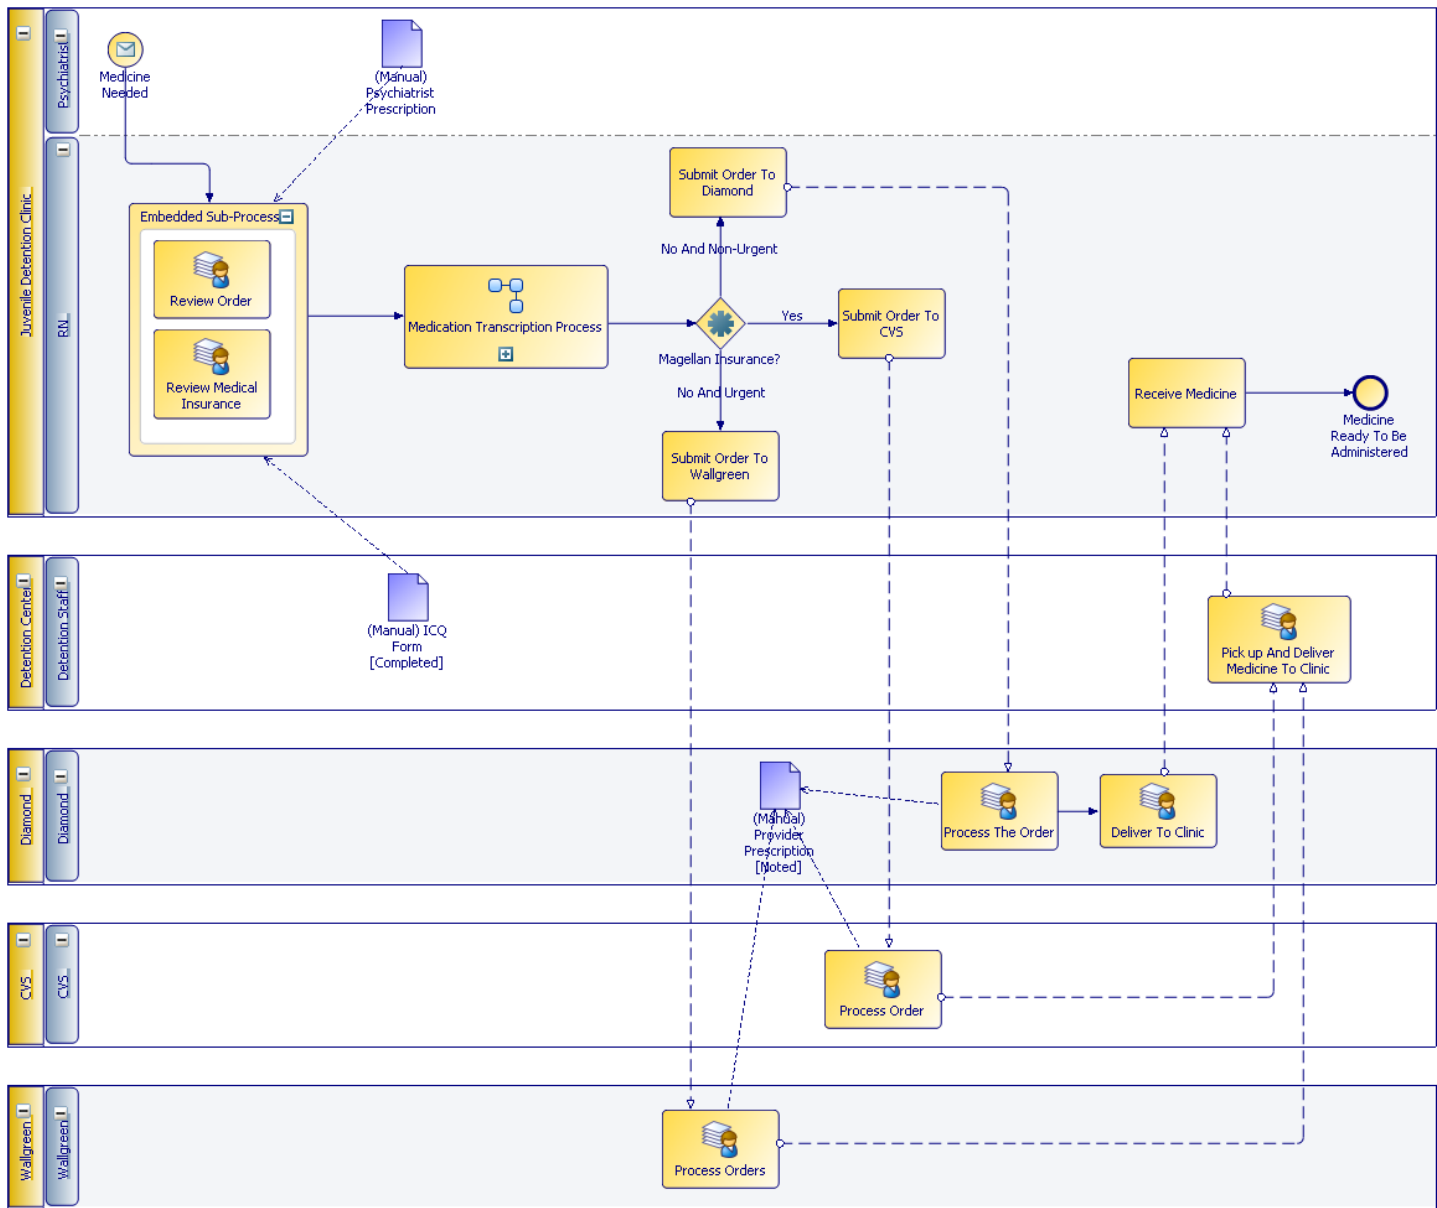 Juvenile Detention Clinic
Psychiatrist
Medicine
Needed
(Manual)
Psychiatrist
Prescription
RN
Embedded Sub-Process
Review Order
Review Medical
Insurance
Medication Transcription Process
Submit Order To
Diamond
No And Non-Urgent
Magellan Insurance?
Yes
Submit Order To
CVS
No And Urgent
Submit Order To
Wallgreen
Receive Medicine
Medicine
Ready To Be
Administered
Detention Center
Detention Staff
(Manual) ICQ
Form
[Completed]
Pick up And Deliver
Medicine To Clinic
Diamond
Diamond
(Manual)
Provider
Prescription
[Noted]
Process The Order
Deliver To Clinic
CVS
CVS
Process Order
Wallgreen
Wallgreen
Process Orders